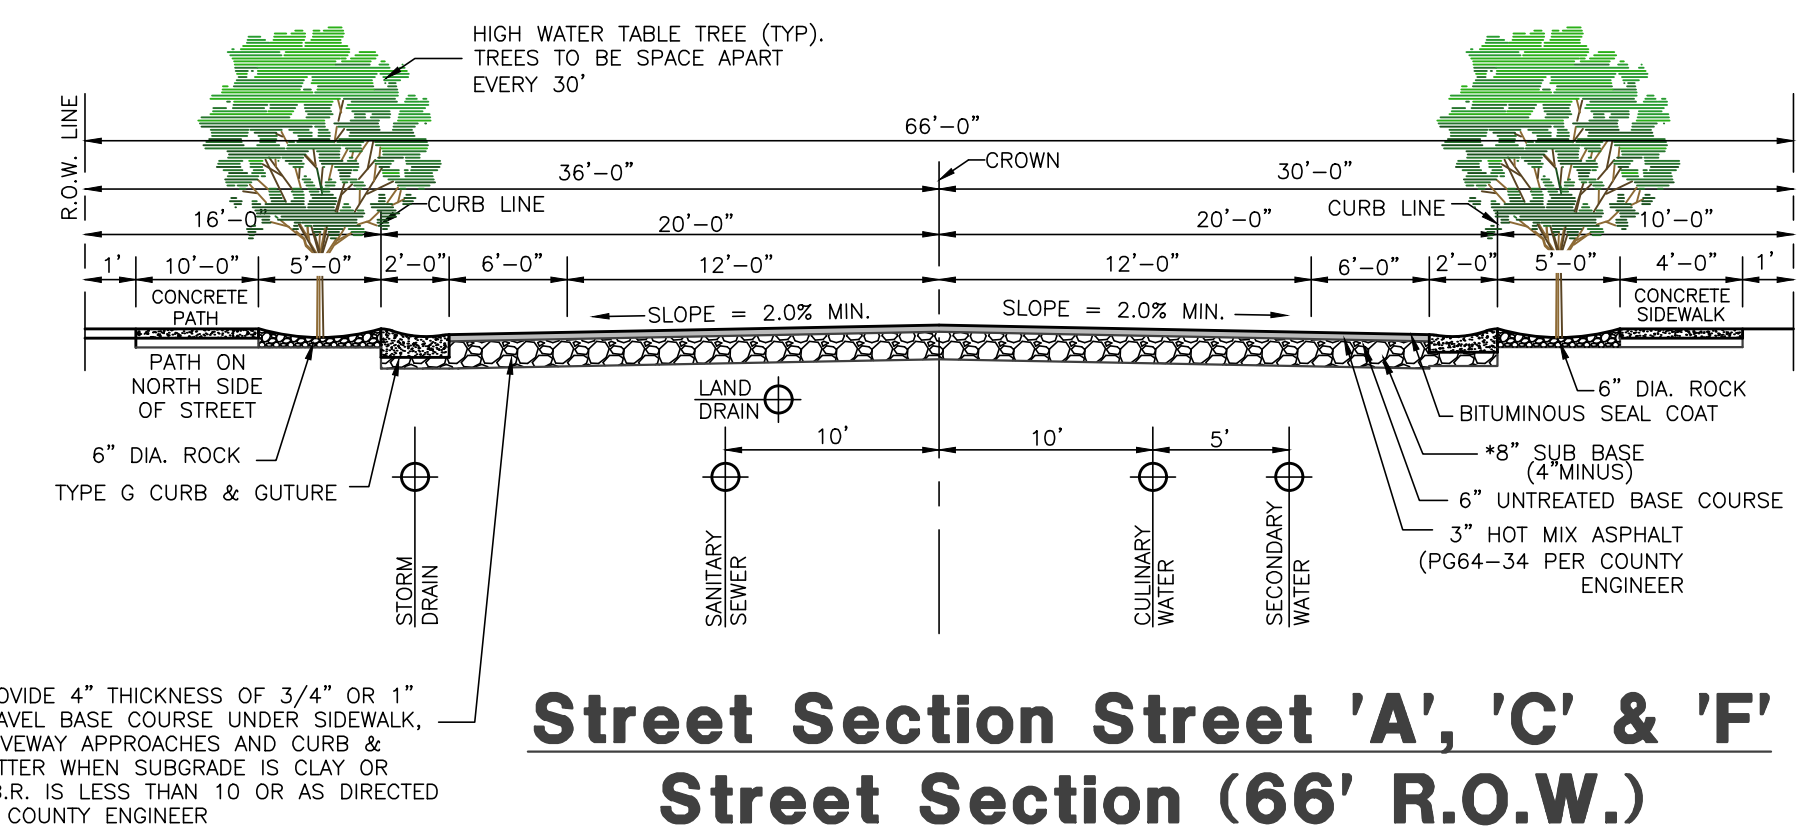 HIGH WATER TABLE TREE (TYP).
TREES TO BE SPACE APART
EVERY 30'
R.O.W. LINE
66'-0"
CROWN
36'-0"
30'-0"
CURB LINE
CURB LINE
16'-0"
20'-0"
20'-0"
10'-0"
1'
10'-0"
5'-0"
2'-0"
6'-0"
12'-0"
12'-0"
6'-0"
2'-0"
5'-0"
4'-0"
1'
CONCRETE
PATH
SLOPE = 2.0% MIN.
SLOPE = 2.0% MIN.
CONCRETE
SIDEWALK
PATH ON
NORTH SIDE
OF STREET
LAND
DRAIN
6" DIA. ROCK
BITUMINOUS SEAL COAT
6" DIA. ROCK
TYPE G CURB & GUTURE
10'
10'
5'
*8" SUB BASE
(4"MINUS)
6" UNTREATED BASE COURSE
3" HOT MIX ASPHALT
(PG64-34 PER COUNTY
ENGINEER
STORM
DRAIN
SANITARY
SEWER
CULINARY
WATER
SECONDARY
WATER
OVIDE 4" THICKNESS OF 3/4" OR 1"
AVEL BASE COURSE UNDER SIDEWALK,
VEWAY APPROACHES AND CURB &
TTER WHEN SUBGRADE IS CLAY OR
B.R. IS LESS THAN 10 OR AS DIRECTED
COUNTY ENGINEER
Street Section Street 'A', 'C' & 'F'
Street Section (66' R.O.W.)